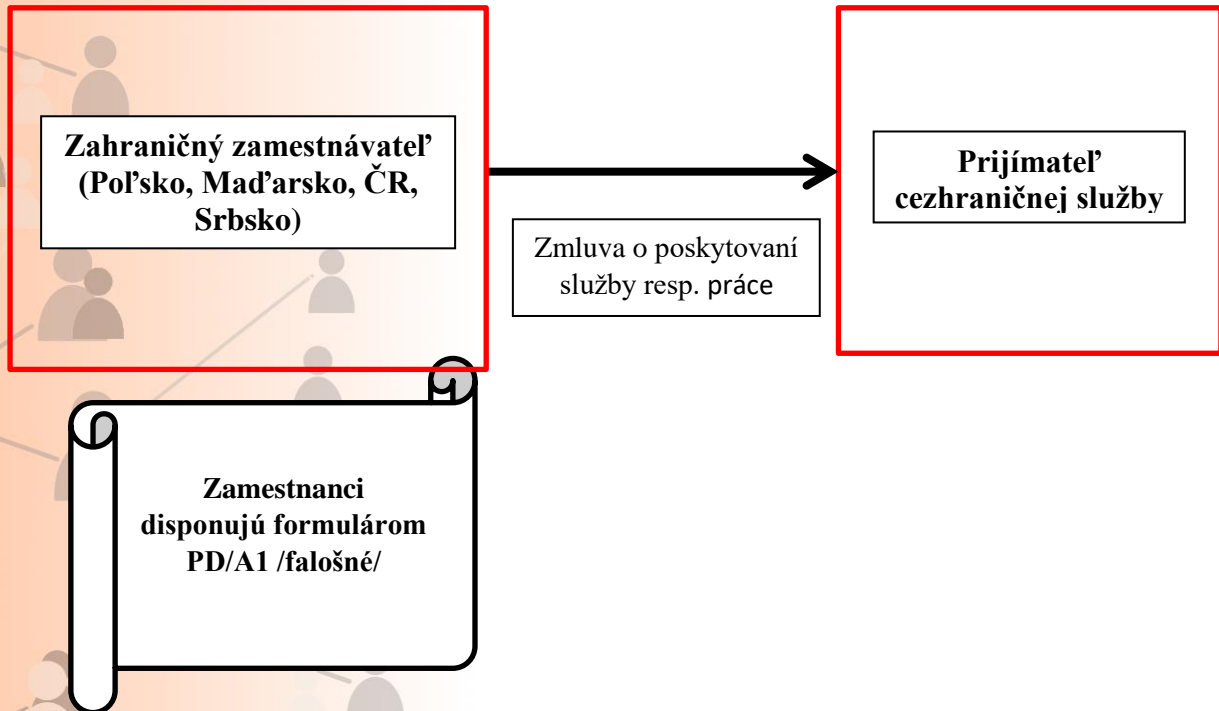 Zahraničný zamestnávateľ
(Poľsko, Maďarsko, ČR,
Srbsko)
Zmluva o poskytovaní
služby resp. práce
Prijímateľ
cezhraničnej služby
Zamestnanci
disponujú formulárom
PD/A1 /falošné/